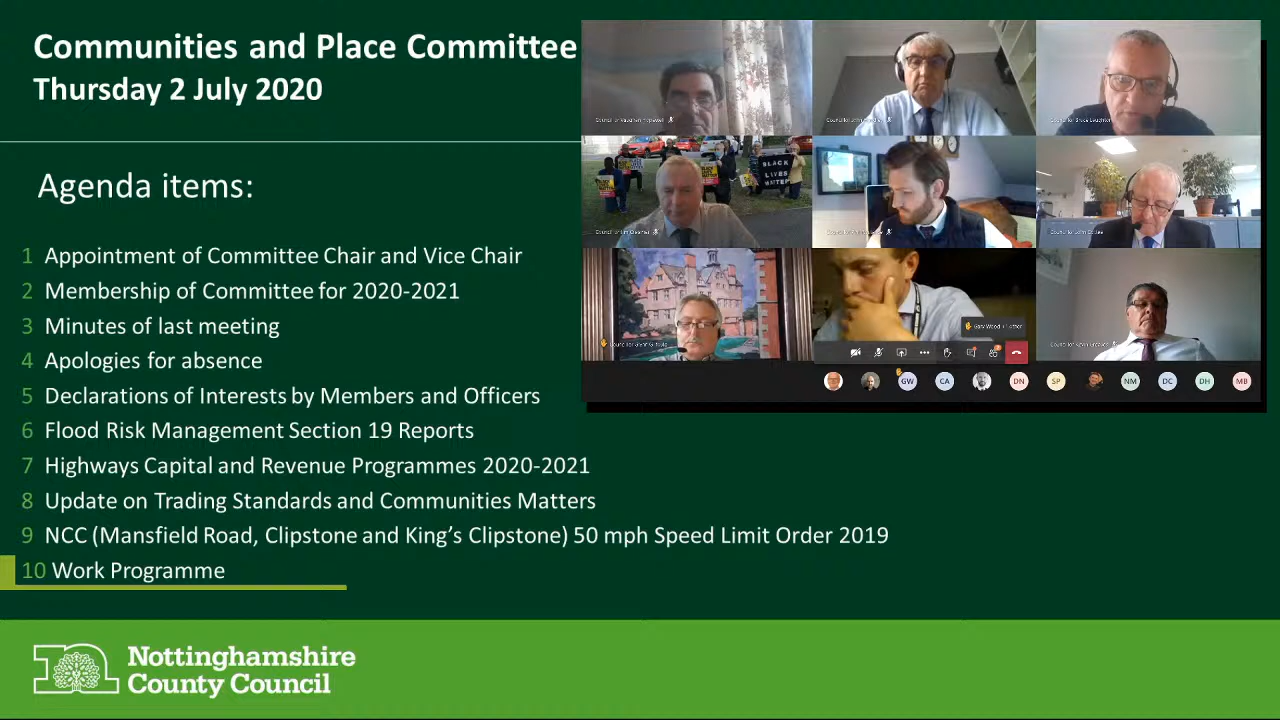 Communities and Place Committee
Thursday 2 July 2020
Agenda items:
1 Appointment of Committee Chair and Vice Chair
2 Membership of Committee for 2020-2021
3 Minutes of last meeting
4 Apologies for absence
5 Declarations of Interests by Members and Officers
6 Flood Risk Management Section 19 Reports
7 Highways Capital and Revenue Programmes 2020-2021
8 Update on Trading Standards and Communities Matters
9 NCC (Mansfield Road, Clipstone and King's Clipstone) 50 mph Speed Limit Order 2019
10 Work Programme
BLACK
LIVES
MATTER
Gary Wood
GW CA DN SP NM DC DH MB
Nottinghamshire
County Council